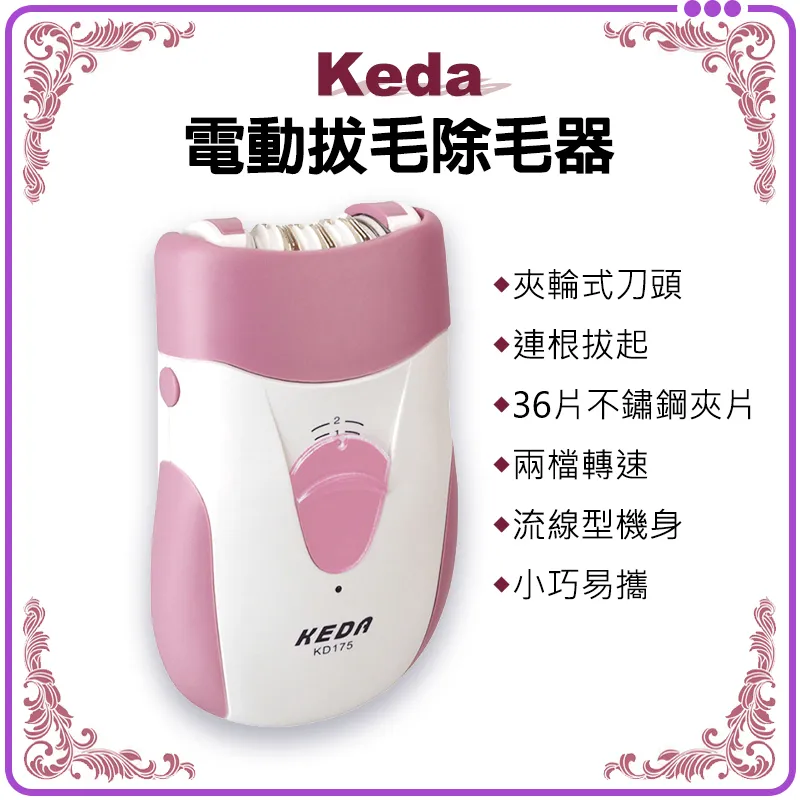 Keda
電動拔毛除毛器
◆夾輪式刀頭
◆連根拔起
◆36片不鏽鋼夾片
◆兩檔轉速
◆流線型機身
◆小巧易攜
2
1
KEDA
KD175